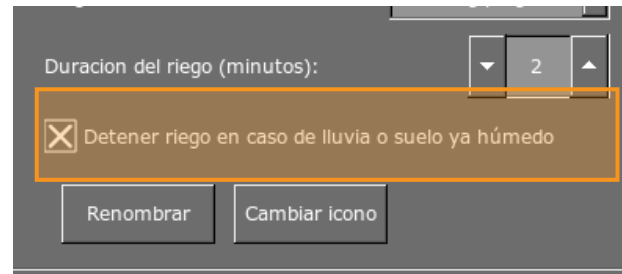 Duracion del riego (minutos):
2
Detener riego en caso de lluvia o suelo ya húmedo
Renombrar
Cambiar icono